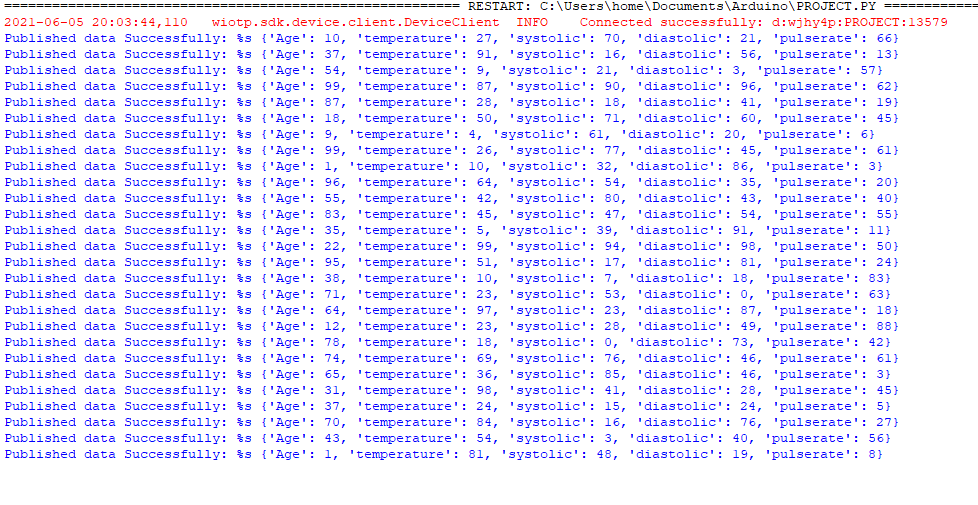 ========================================================= RESTART: C:\Users\home\Documents\Arduino\PROJECT.PY ============
2021-06-05 20:03:44,110   wiotp.sdk.device.client.DeviceClient  INFO    Connected successfully: d:wjhy4p:PROJECT:13579
Published data Successfully: %s {'Age': 10, 'temperature': 27, 'systolic': 70, 'diastolic': 21, 'pulserate': 66}
Published data Successfully: %s {'Age': 37, 'temperature': 91, 'systolic': 16, 'diastolic': 56, 'pulserate': 13}
Published data Successfully: %s {'Age': 54, 'temperature': 9, 'systolic': 21, 'diastolic': 3, 'pulserate': 57}
Published data Successfully: %s {'Age': 99, 'temperature': 87, 'systolic': 90, 'diastolic': 96, 'pulserate': 62}
Published data Successfully: %s {'Age': 87, 'temperature': 28, 'systolic': 18, 'diastolic': 41, 'pulserate': 19}
Published data Successfully: %s {'Age': 18, 'temperature': 50, 'systolic': 71, 'diastolic': 60, 'pulserate': 45}
Published data Successfully: %s {'Age': 9, 'temperature': 4, 'systolic': 61, 'diastolic': 20, 'pulserate': 6}
Published data Successfully: %s {'Age': 99, 'temperature': 26, 'systolic': 77, 'diastolic': 45, 'pulserate': 61}
Published data Successfully: %s {'Age': 1, 'temperature': 10, 'systolic': 32, 'diastolic': 86, 'pulserate': 3}
Published data Successfully: %s {'Age': 96, 'temperature': 64, 'systolic': 54, 'diastolic': 35, 'pulserate': 20}
Published data Successfully: %s {'Age': 55, 'temperature': 42, 'systolic': 80, 'diastolic': 43, 'pulserate': 40}
Published data Successfully: %s {'Age': 83, 'temperature': 45, 'systolic': 47, 'diastolic': 54, 'pulserate': 55}
Published data Successfully: %s {'Age': 35, 'temperature': 5, 'systolic': 39, 'diastolic': 91, 'pulserate': 11}
Published data Successfully: %s {'Age': 22, 'temperature': 99, 'systolic': 94, 'diastolic': 98, 'pulserate': 50}
Published data Successfully: %s {'Age': 95, 'temperature': 51, 'systolic': 17, 'diastolic': 81, 'pulserate': 24}
Published data Successfully: %s {'Age': 38, 'temperature': 10, 'systolic': 7, 'diastolic': 18, 'pulserate': 83}
Published data Successfully: %s {'Age': 71, 'temperature': 23, 'systolic': 53, 'diastolic': 0, 'pulserate': 63}
Published data Successfully: %s {'Age': 64, 'temperature': 97, 'systolic': 23, 'diastolic': 87, 'pulserate': 18}
Published data Successfully: %s {'Age': 12, 'temperature': 23, 'systolic': 28, 'diastolic': 49, 'pulserate': 88}
Published data Successfully: %s {'Age': 78, 'temperature': 18, 'systolic': 0, 'diastolic': 73, 'pulserate': 42}
Published data Successfully: %s {'Age': 74, 'temperature': 69, 'systolic': 76, 'diastolic': 46, 'pulserate': 61}
Published data Successfully: %s {'Age': 65, 'temperature': 36, 'systolic': 85, 'diastolic': 46, 'pulserate': 3}
Published data Successfully: %s {'Age': 31, 'temperature': 98, 'systolic': 41, 'diastolic': 28, 'pulserate': 45}
Published data Successfully: %s {'Age': 37, 'temperature': 24, 'systolic': 15, 'diastolic': 24, 'pulserate': 5}
Published data Successfully: %s {'Age': 70, 'temperature': 84, 'systolic': 16, 'diastolic': 76, 'pulserate': 27}
Published data Successfully: %s {'Age': 43, 'temperature': 54, 'systolic': 3, 'diastolic': 40, 'pulserate': 56}
Published data Successfully: %s {'Age': 1, 'temperature': 81, 'systolic': 48, 'diastolic': 19, 'pulserate': 8}